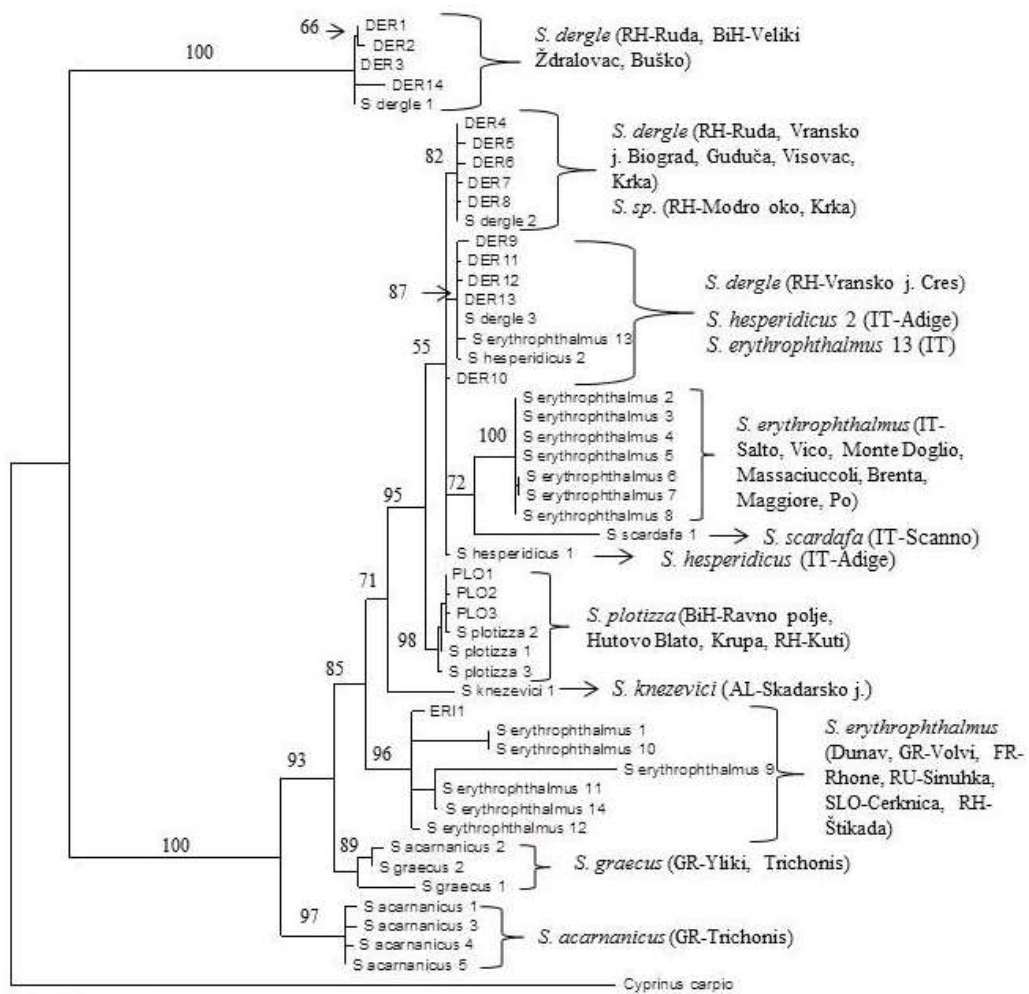 66
DER1
DER2
DER3
DER14
S dergle 1
100
S. dergle (RH-Ruda, BiH-Veliki
Ždralovac, Buško)
DER4
DER5
DER6
DER7
DER8
S dergle 2
82
S. dergle (RH-Ruda, Vransko
j. Biograd, Guduča, Visovac,
Krka)
S. sp. (RH-Modro oko, Krka)
DER9
DER11
DER12
DER13
S dergle 3
S erythrophthalmus 13
S hesperidicus 2
DER10
87
S. dergle (RH-Vransko j. Cres)
S. hesperidicus 2 (IT-Adige)
S. erythrophthalmus 13 (IT)
55
S erythrophthalmus 2
S erythrophthalmus 3
S erythrophthalmus 4
S erythrophthalmus 5
S erythrophthalmus 6
S erythrophthalmus 7
S erythrophthalmus 8
100
S. erythrophthalmus (IT-
Salto, Vico, Monte Doglio,
Massaciuccoli, Brenta,
Maggiore, Po)
72
S scardafa 1
S. scardafa (IT-Scanno)
S hesperidicus 1
S. hesperidicus (IT-Adige)
95
PLO1
PLO2
PLO3
S plotizza 2
S plotizza 1
S plotizza 3
98
S. plotizza (BiH-Ravno polje,
Hutovo Blato, Krupa, RH-Kuti)
71
S knezevici 1
S. knezevici (AL-Skadarsko j.)
85
ERI1
S erythrophthalmus 1
S erythrophthalmus 10
S erythrophthalmus 9
S erythrophthalmus 11
S erythrophthalmus 14
S erythrophthalmus 12
96
S. erythrophthalmus
(Dunav, GR-Volvi, FR-
Rhone, RU-Sinuhka,
SLO-Cerknica, RH-
Štikada)
93
S acarnanicus 2
S graecus 2
S graecus 1
89
S. graecus (GR-Yliki, Trichonis)
100
S acarnanicus 1
S acarnanicus 3
S acarnanicus 4
S acarnanicus 5
97
S. acarnanicus (GR-Trichonis)
Cyprinus carpio